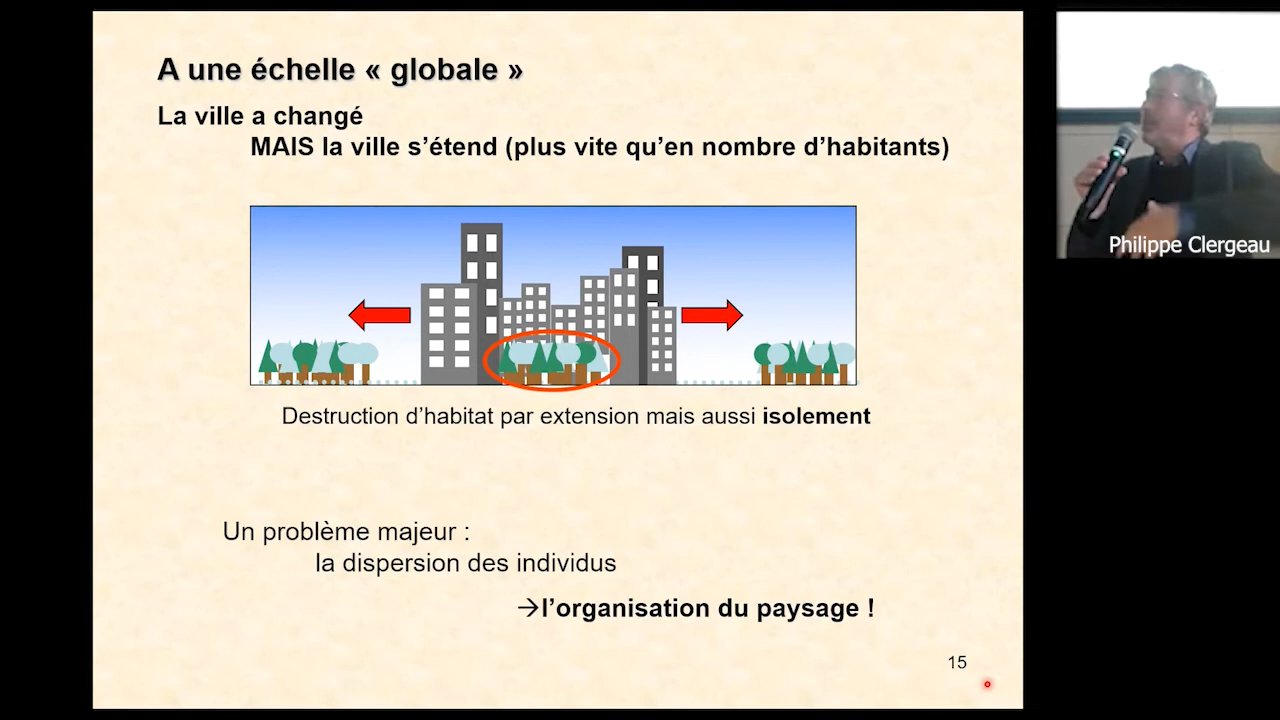 A une échelle « globale »
La ville a changé
MAIS la ville s’étend (plus vite qu’en nombre d’habitants)
Destruction d’habitat par extension mais aussi isolement
Un problème majeur :
la dispersion des individus
→l’organisation du paysage !
15
Philippe Clergeau